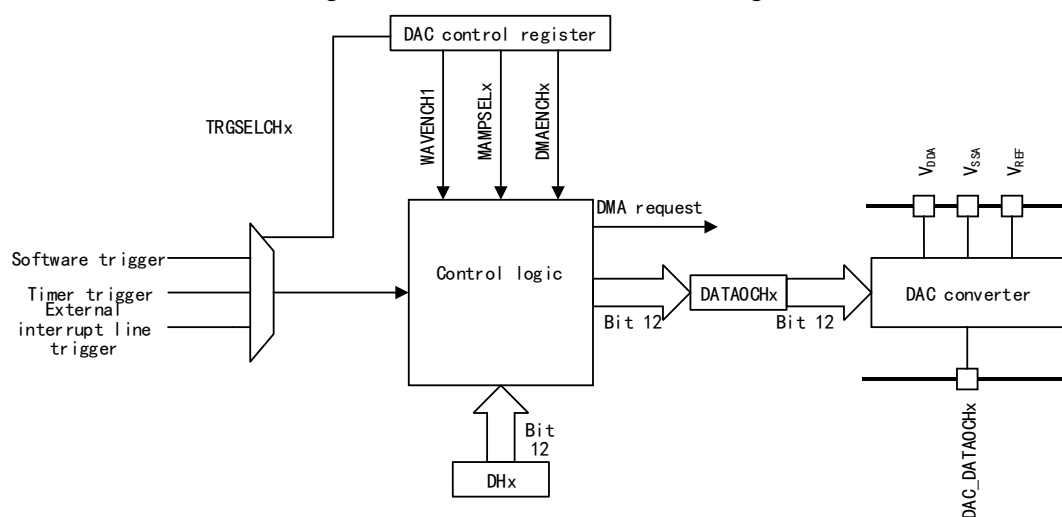 DAC control register
TRGSELCHx
WAVENCH1
MAMPSELx
DMAENCHx
VDDA
VSSA
VREF
DMA request
Software trigger
Timer trigger
External
interrupt line
trigger
Control logic
DATAOCHx
DAC converter
Bit 12
Bit 12
Bit
12
DHx
DAC_DATAOCHx